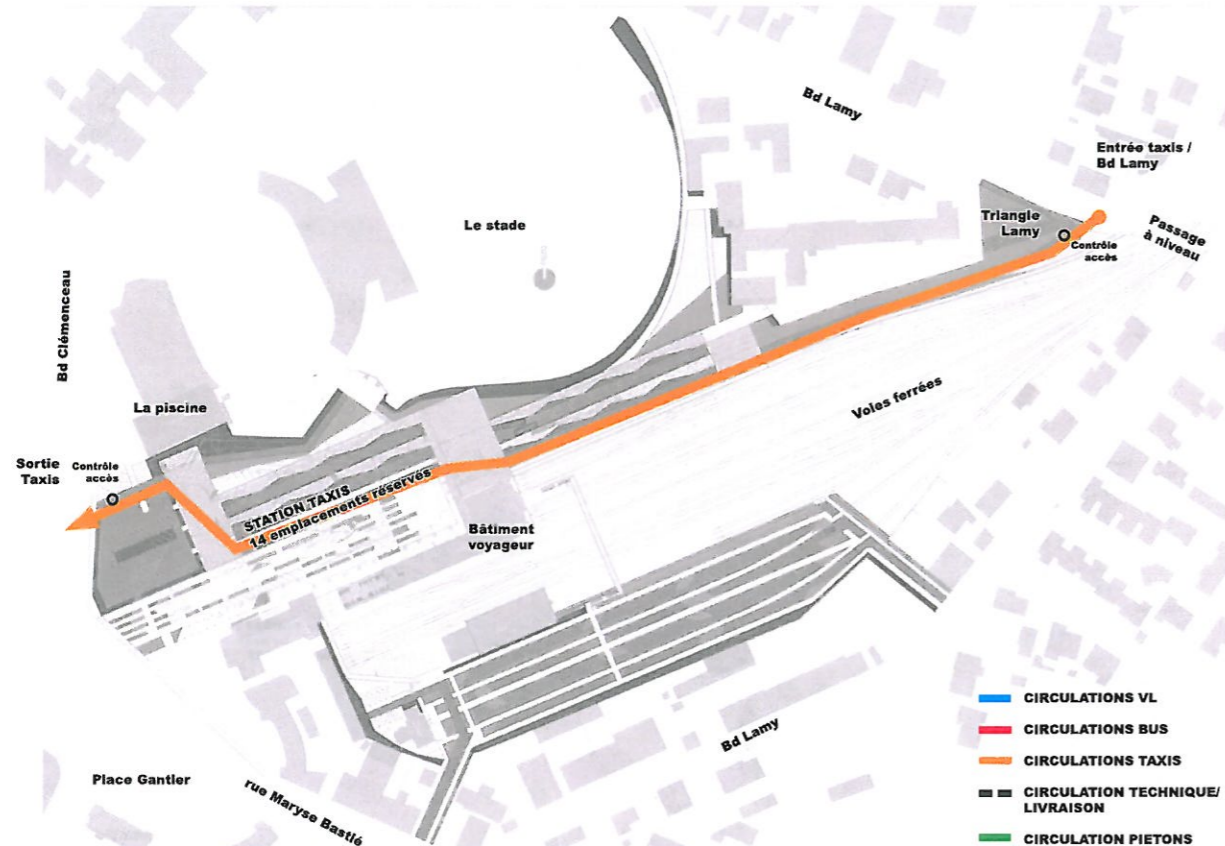 Bd Lamy
Entrée taxis /
Bd Lamy
Passage
à niveau
Triangle
Lamy
Contrôle
accès
Le stade
Bd Clémenceau
La piscine
Voies ferrées
Sortie
Taxis
Contrôle
accès
STATION TAXIS
14 emplacements réservés
Bâtiment
voyageur
Bd Lamy
Place Gantier
rue Maryse Bastié
CIRCULATIONS VL
CIRCULATIONS BUS
CIRCULATIONS TAXIS
CIRCULATION TECHNIQUE/
LIVRAISON
CIRCULATION PIETONS